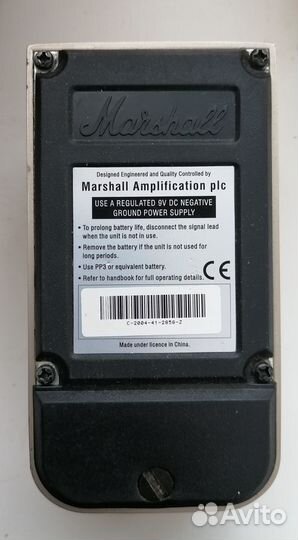 Marshall
Designed Engineered and Quality Controlled by
Marshall Amplification plc
USE A REGULATED 9V DC NEGATIVE
GROUND POWER SUPPLY
• To prolong battery life, disconnect the signal lead
when the unit is not in use.
• Remove the battery if the unit is not used for
long periods.
• Use PP3 or equivalent battery.
• Refer to handbook for full operating details.
CE
C-2004-41-2856-Z
Made under licence in China.
Avito